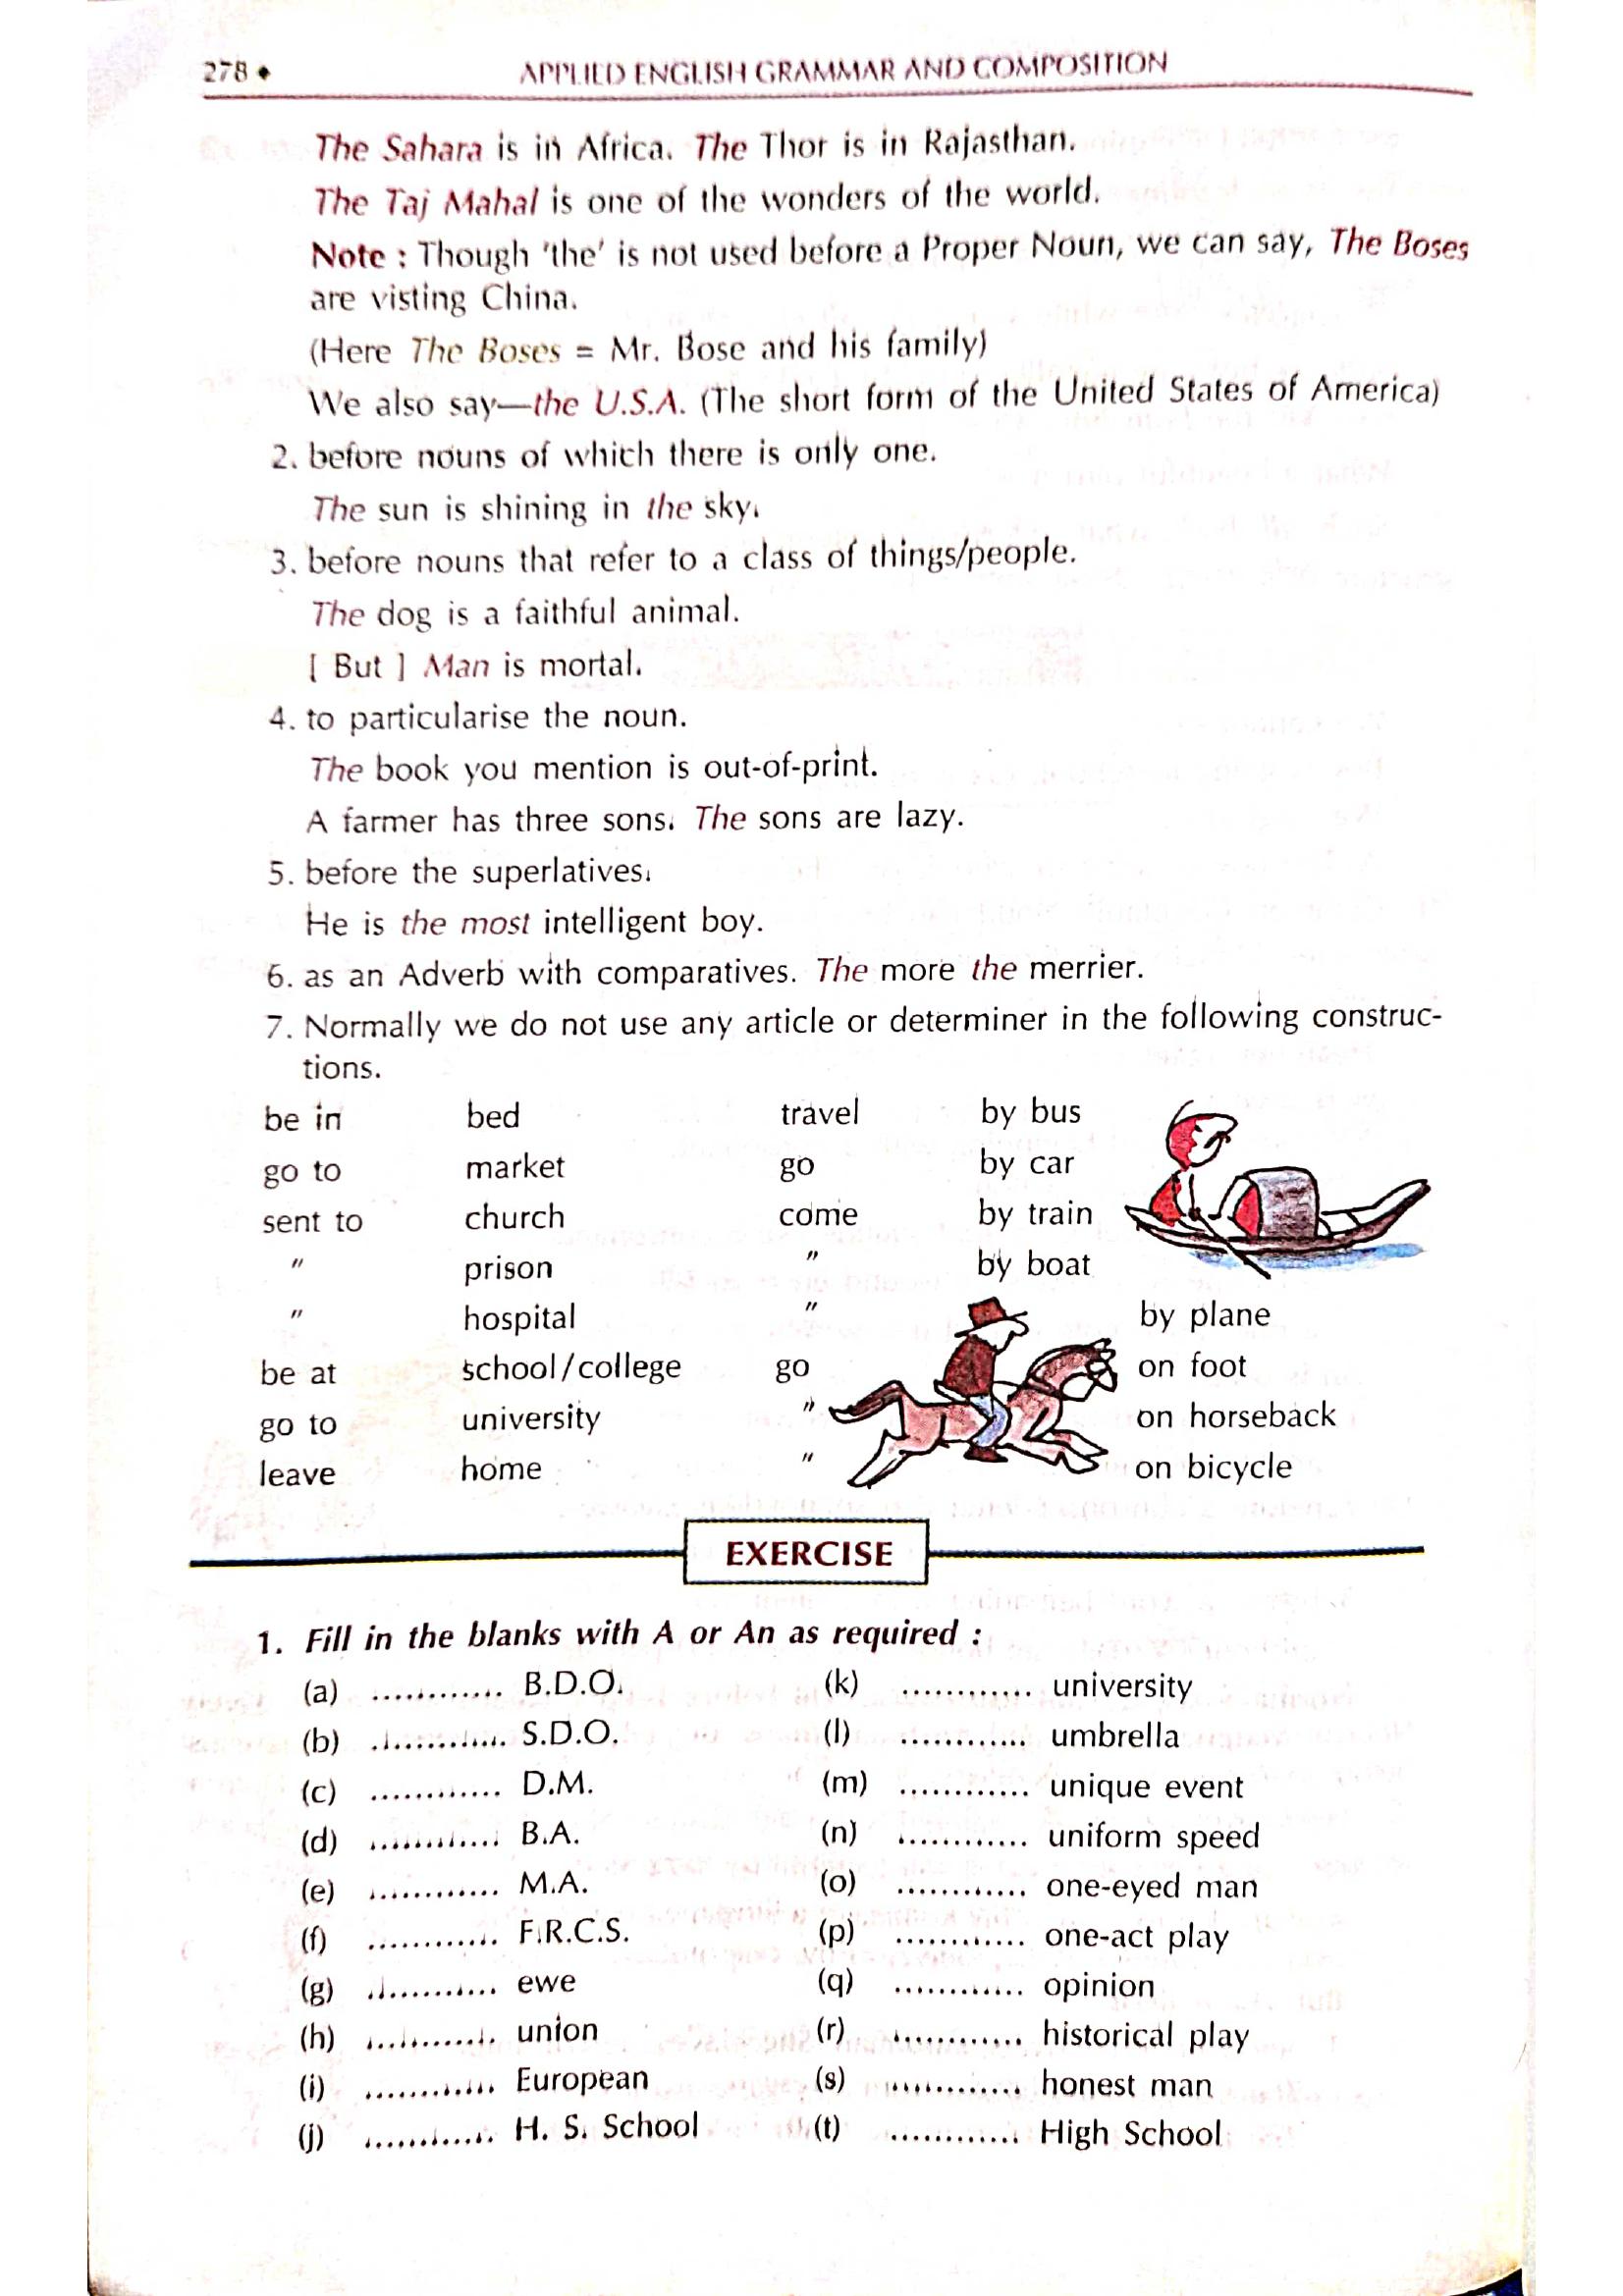 278 ◆ APPLIED ENGLISH GRAMMAR AND COMPOSITION
The Sahara is in Africa. The Thor is in Rajasthan.
The Taj Mahal is one of the wonders of the world.
Note : Though 'the' is not used before a Proper Noun, we can say, The Boses
are visting China.
(Here The Boses = Mr. Bose and his family)
We also say—the U.S.A. (The short form of the United States of America)
2. before nouns of which there is only one.
The sun is shining in the sky.
3. before nouns that refer to a class of things/people.
The dog is a faithful animal.
[ But ] Man is mortal.
4. to particularise the noun.
The book you mention is out-of-print.
A farmer has three sons. The sons are lazy.
5. before the superlatives.
He is the most intelligent boy.
6. as an Adverb with comparatives. The more the merrier.
7. Normally we do not use any article or determiner in the following construc-
tions.
be in bed travel by bus
go to market go by car
sent to church come by train
" prison " by boat
" hospital " by plane
be at school/college go on foot
go to university " on horseback
leave home " on bicycle
EXERCISE
1. Fill in the blanks with A or An as required :
(a) ............ B.D.O. (k) ............ university
(b) ............ S.D.O. (l) ............ umbrella
(c) ............ D.M. (m) ............ unique event
(d) ............ B.A. (n) ............ uniform speed
(e) ............ M.A. (o) ............ one-eyed man
(f) ............ F.R.C.S. (p) ............ one-act play
(g) ............ ewe (q) ............ opinion
(h) ............ union (r) ............ historical play
(i) ............ European (s) ............ honest man
(j) ............ H. S. School (t) ............ High School